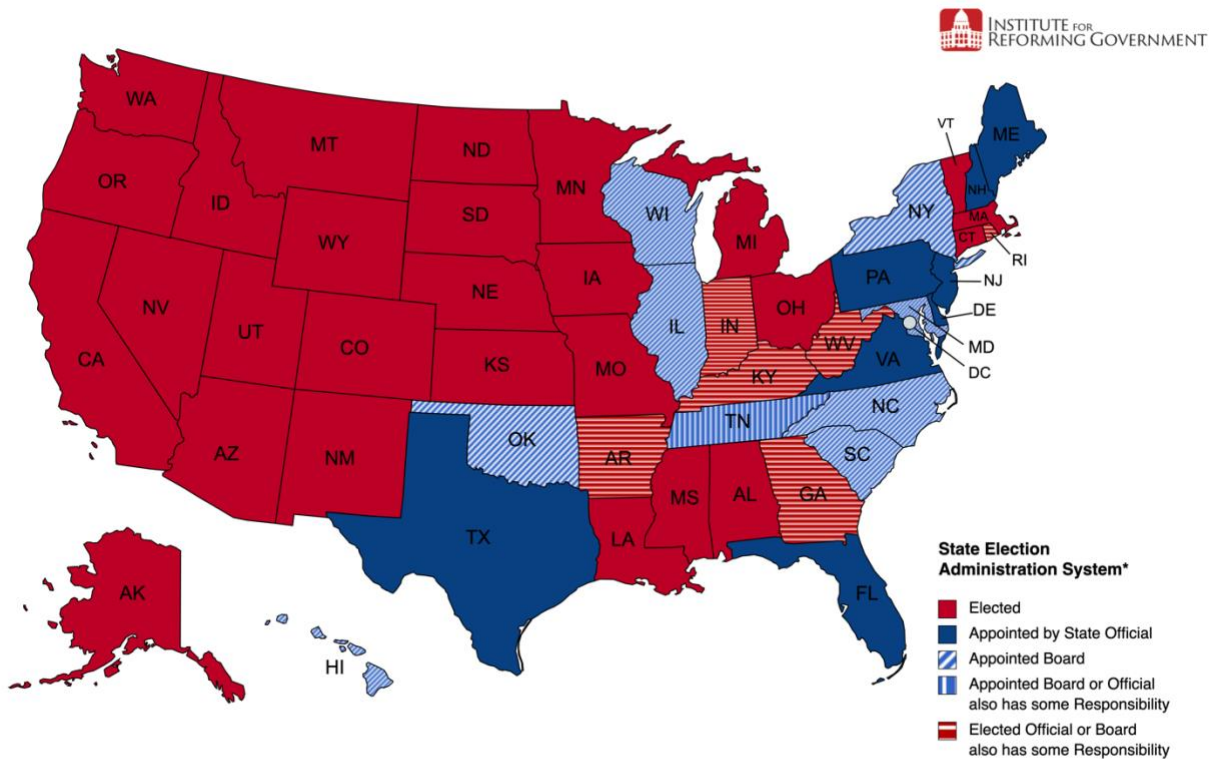 INSTITUTE FOR
REFORMING GOVERNMENT
WA
MT
ND
MN
VT
ME
OR
ID
SD
WI
NY
NH
WY
MI
MA
CT
RI
NV
NE
IA
PA
NJ
UT
IL
IN
OH
DE
CA
CO
KS
MO
WV
VA
MD
KY
DC
AZ
NM
OK
AR
TN
NC
SC
MS
AL
GA
TX
LA
AK
FL
HI
State Election
Administration System*
Elected
Appointed by State Official
Appointed Board
Appointed Board or Official
also has some Responsibility
Elected Official or Board
also has some Responsibility